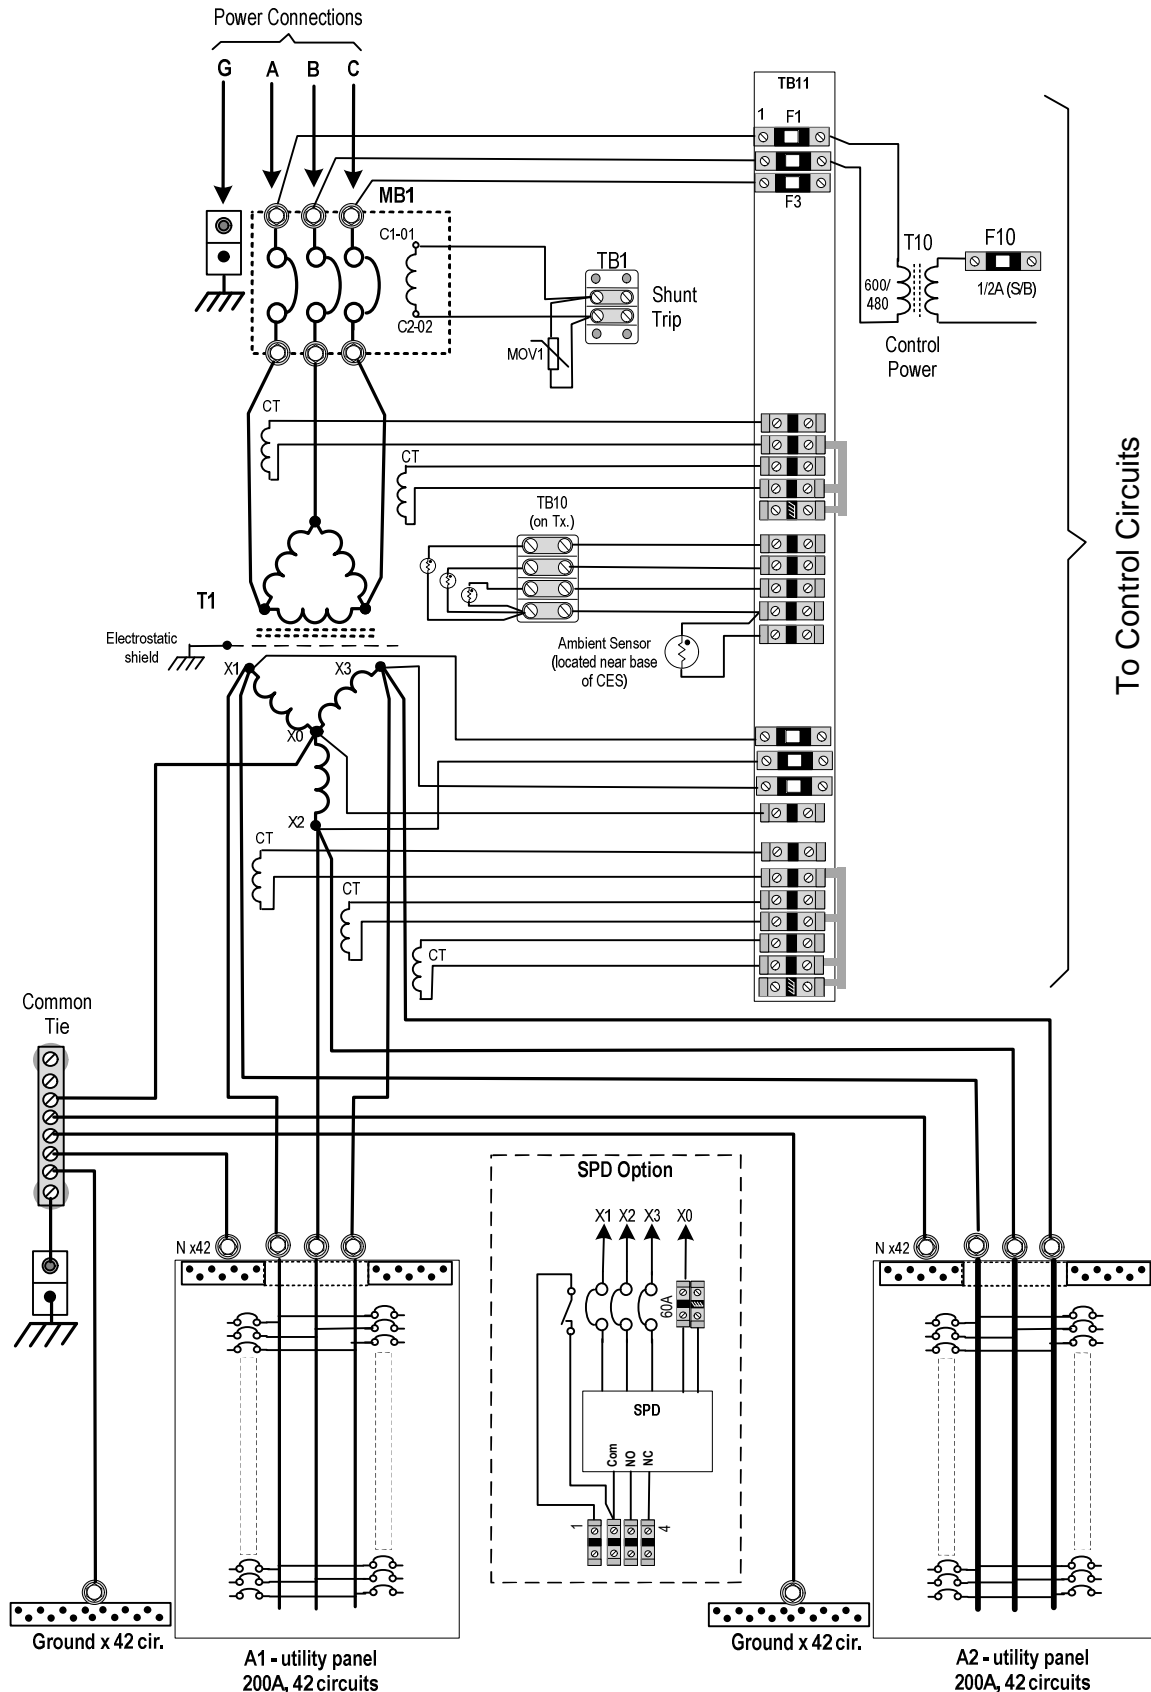 Power Connections
G A B C
TB11
1 F1
F3
MB1
C1-01
C2-02
TB1
Shunt
Trip
MOV1
T10
F10
600/
480
1/2A (S/B)
Control
Power
To Control Circuits
CT
CT
TB10
(on Tx.)
T1
Electrostatic
shield
Ambient Sensor
(located near base
of CES)
X1 X3
X0
X2
CT
CT
CT
Common
Tie
SPD Option
X1 X2 X3 X0
60A
SPD
Com
NO
NC
1 4
N x42
N x42
Ground x 42 cir.
Ground x 42 cir.
A1 - utility panel
200A, 42 circuits
A2 - utility panel
200A, 42 circuits